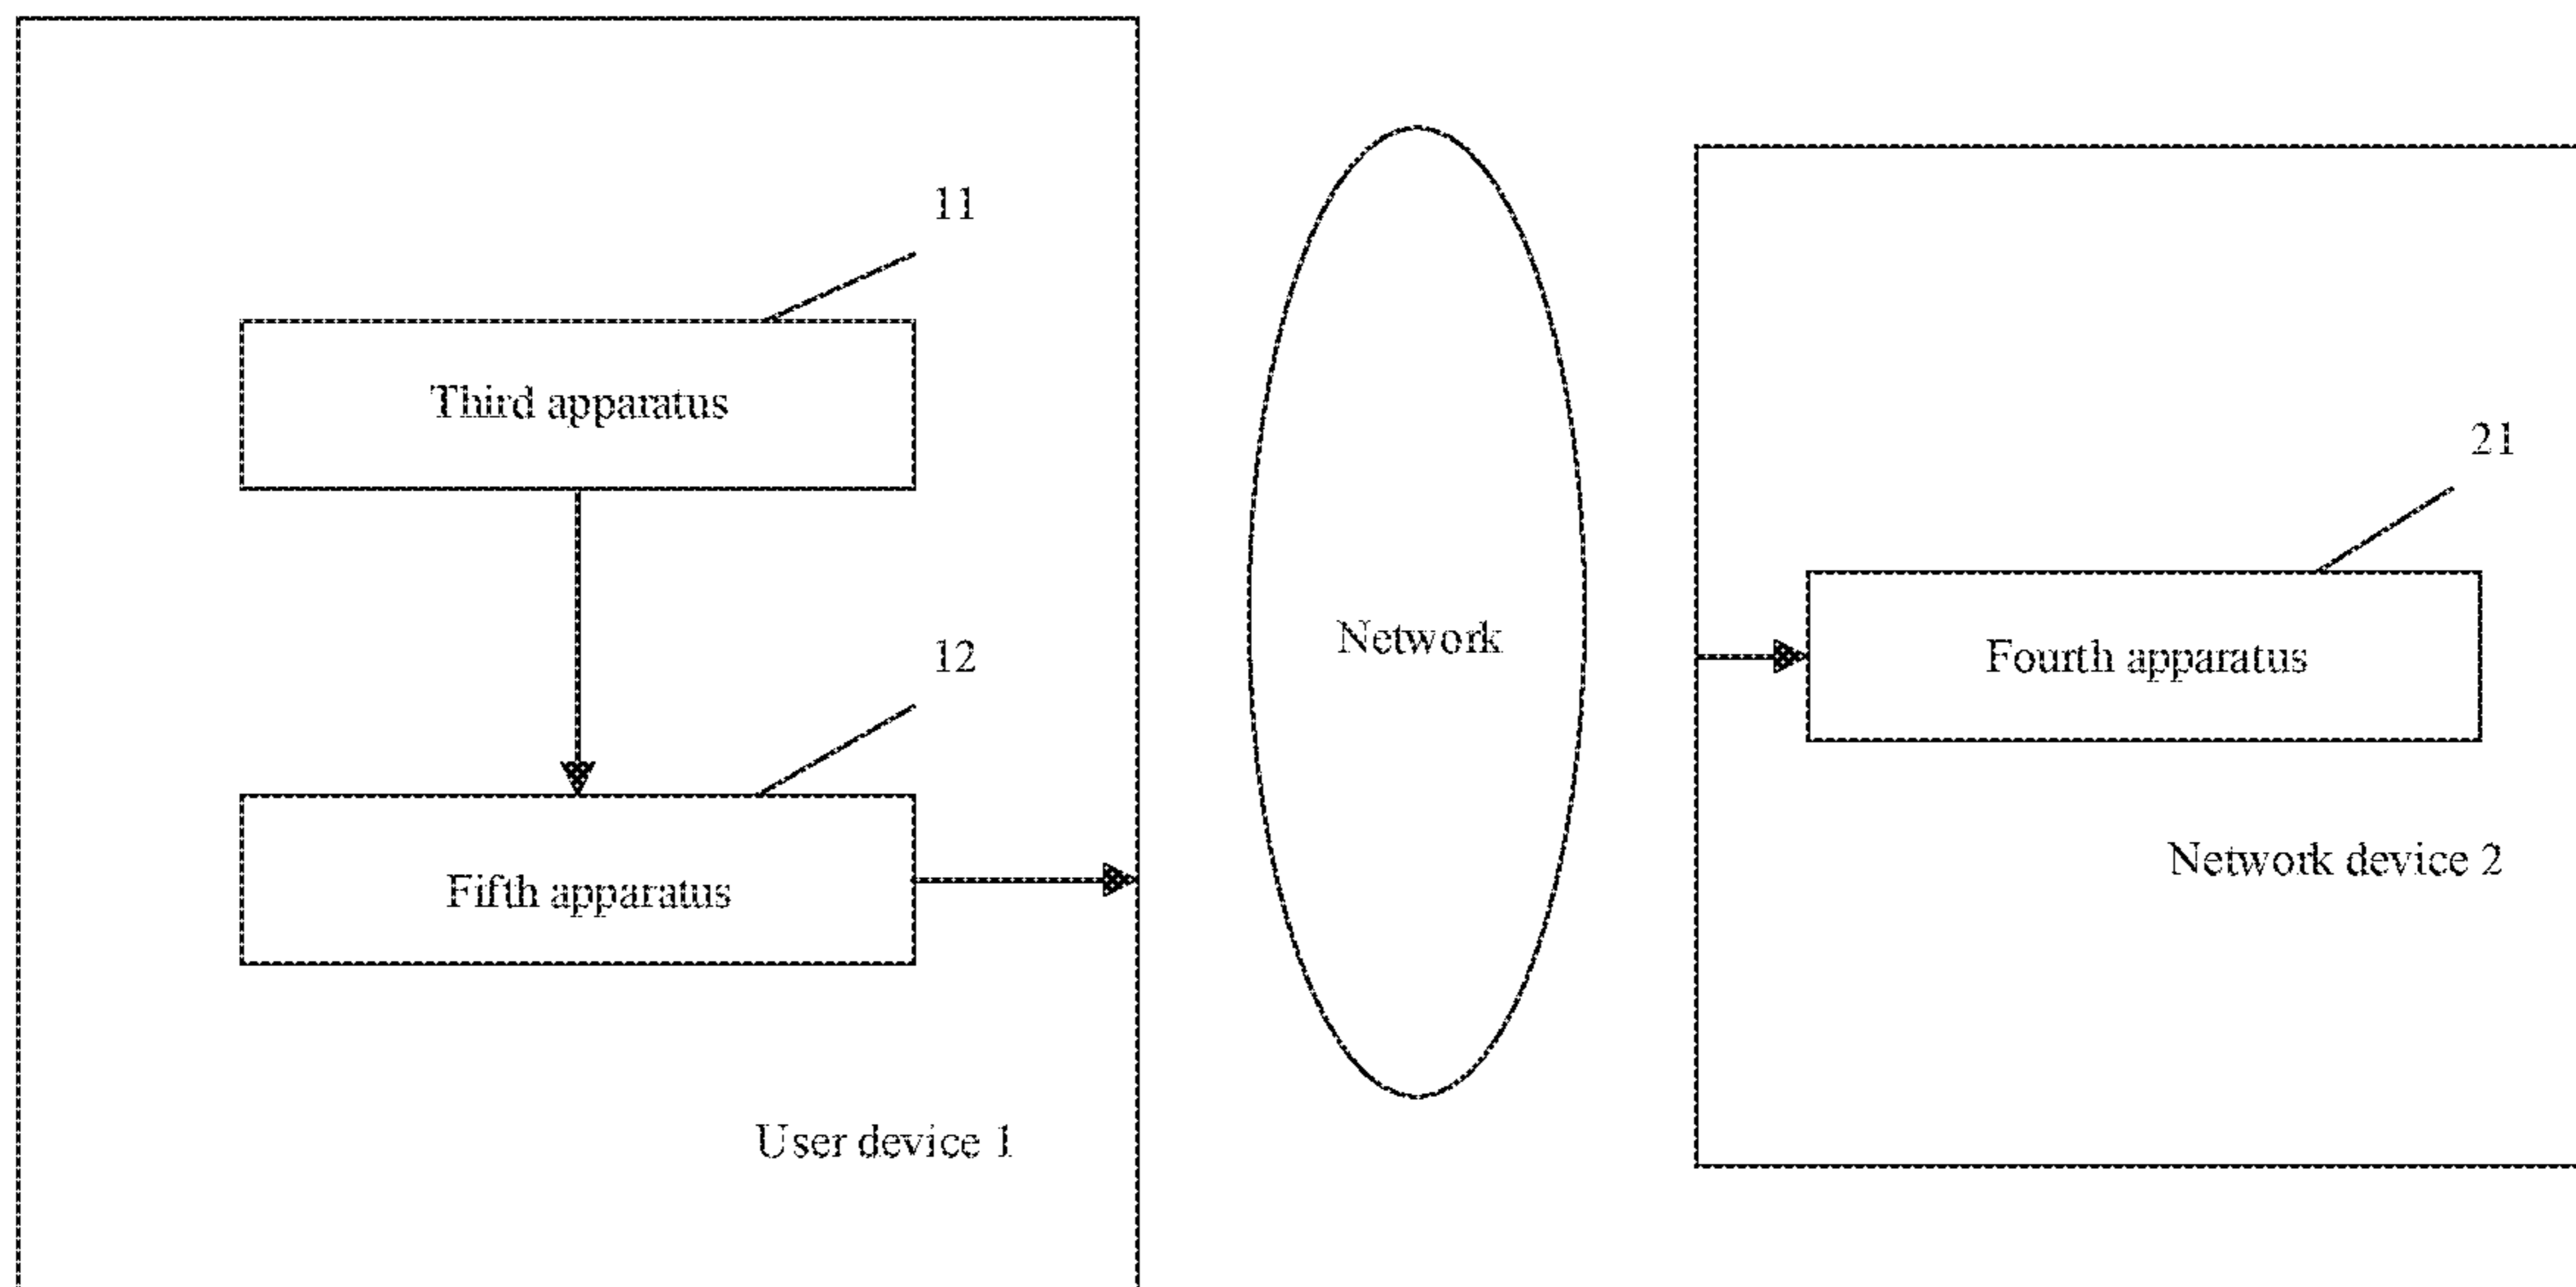 11
Third apparatus
12
Fifth apparatus
User device 1
Network
21
Fourth apparatus
Network device 2